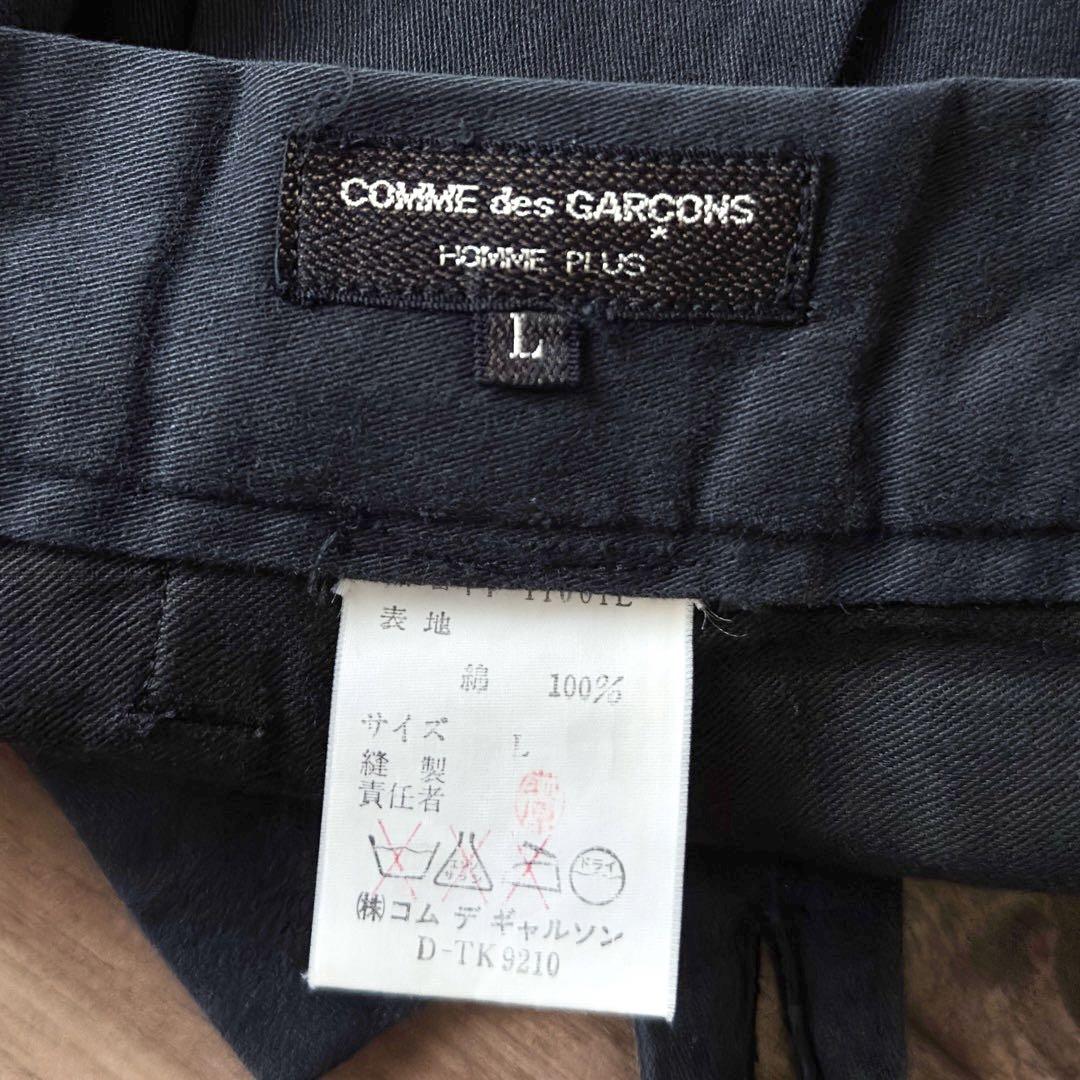 COMME des GARÇONS
HOMME PLUS
L
表地
綿 100%
サイズ L
縫製
責任者
ドライ
㈱コム デ ギャルソン
D-TK9210